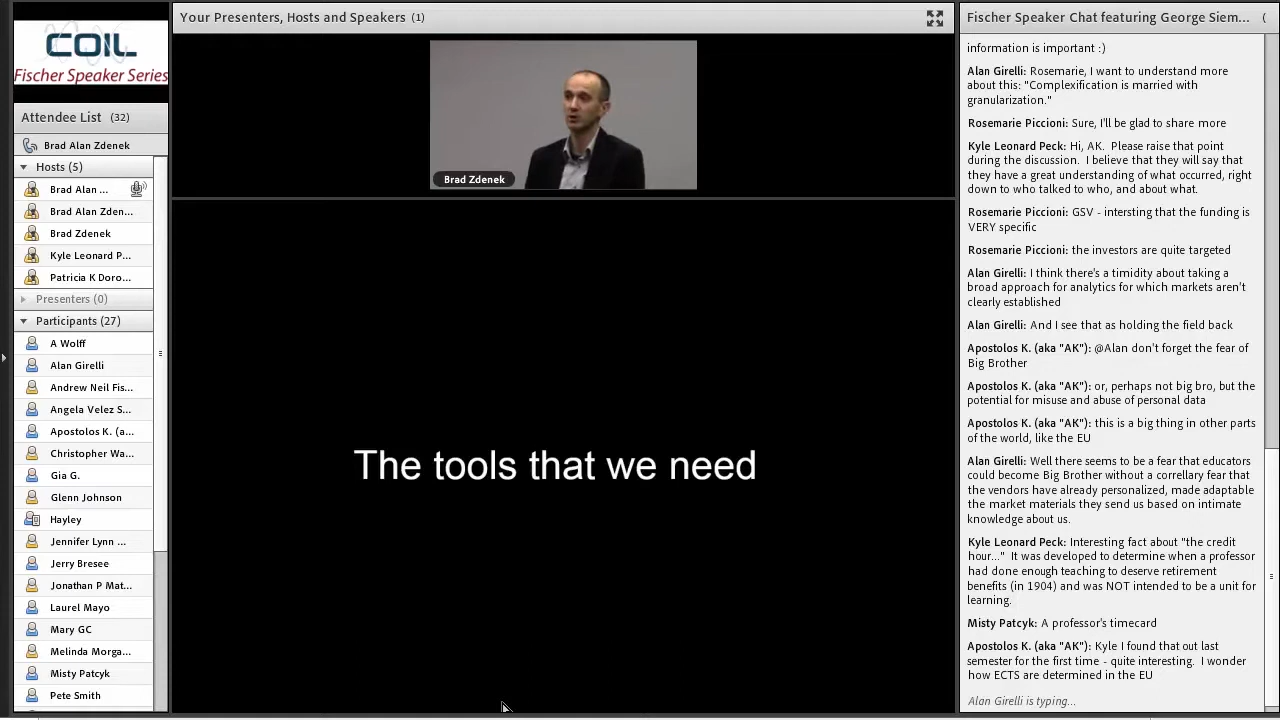 COIL
Fischer Speaker Series
Attendee List (32)
Brad Alan Zdenek
Hosts (5)
Brad Alan ...
Brad Alan Zden...
Brad Zdenek
Kyle Leonard P...
Patricia K Doro...
Presenters (0)
Participants (27)
A Wolff
Alan Girelli
Andrew Neil Fis...
Angela Velez S...
Apostolos K. (a...
Christopher Wa...
Gia G.
Glenn Johnson
Hayley
Jennifer Lynn ...
Jerry Bresee
Jonathan P Mat...
Laurel Mayo
Mary GC
Melinda Morga...
Misty Patcyk
Pete Smith
Your Presenters, Hosts and Speakers (1)
Brad Zdenek
The tools that we need
Fischer Speaker Chat featuring George Siem... (
information is important :)
Alan Girelli: Rosemarie, I want to understand more
about this: "Complexification is married with
granularization."
Rosemarie Piccioni: Sure, I'll be glad to share more
Kyle Leonard Peck: Hi, AK. Please raise that point
during the discussion. I believe that they will say that
they have a great understanding of the crowd, right
down to who talked to who, and about what.
Rosemarie Piccioni: GSV - intersting that the funding is
VERY specific
Rosemarie Piccioni: the investors are quite targeted
Alan Girelli: I think there's a timidity about taking a
broad approach for analytics for which markets aren't
clearly established
Alan Girelli: And I see that as holding the field back
Apostolos K. (aka "AK"): @Alan don't forget the fear of
Big Brother
Apostolos K. (aka "AK"): or, perhaps not big bro, but the
potential for misuse and abuse of personal data
Apostolos K. (aka "AK"): this is a big thing in other parts
of the world, like the EU
Alan Girelli: Well there seems to be a fear that educators
could become Big Brother without a correllary fear that
the vendors have already personalized, made adaptable
the market materials they send us based on intimate
knowledge about us.
Kyle Leonard Peck: Interesting fact about "the credit
hour..." It was developed to determine when a professor
had done enough teaching to deserve retirement
benefits (in 1904) and was NOT intended to be a unit for
learning.
Misty Patcyk: A professor's timecard
Apostolos K. (aka "AK"): Kyle I found that out last
semester for the first time - quite interesting. I wonder
how ECTS are determined in the EU
Alan Girelli is typing...